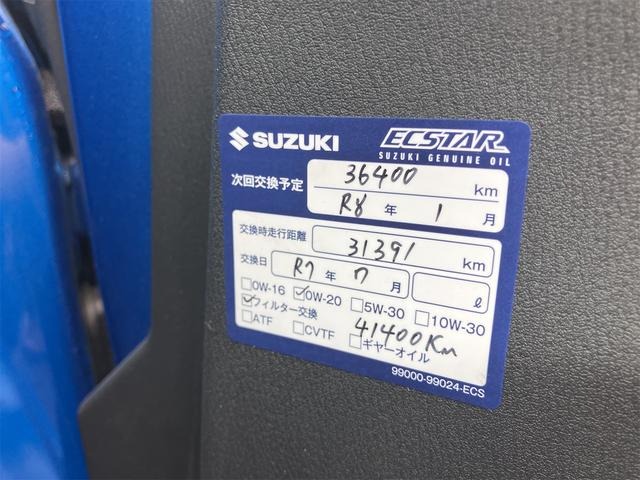 SUZUKI ECSTAR
SUZUKI GENUINE OIL
次回交換予定 36400 km
R8 年 1 月
交換時走行距離 31391 km
交換日 R7 年 7 月 ℓ
□0W-16 ☑0W-20 □5W-30 □10W-30
☑フィルター交換 41400Km
□ATF □CVTF □ギヤーオイル
99000-99024-ECS